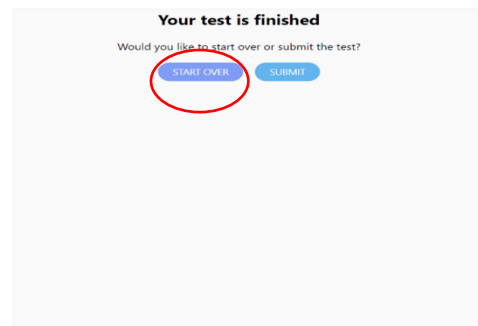 Your test is finished
Would you like to start over or submit the test?
START OVER SUBMIT